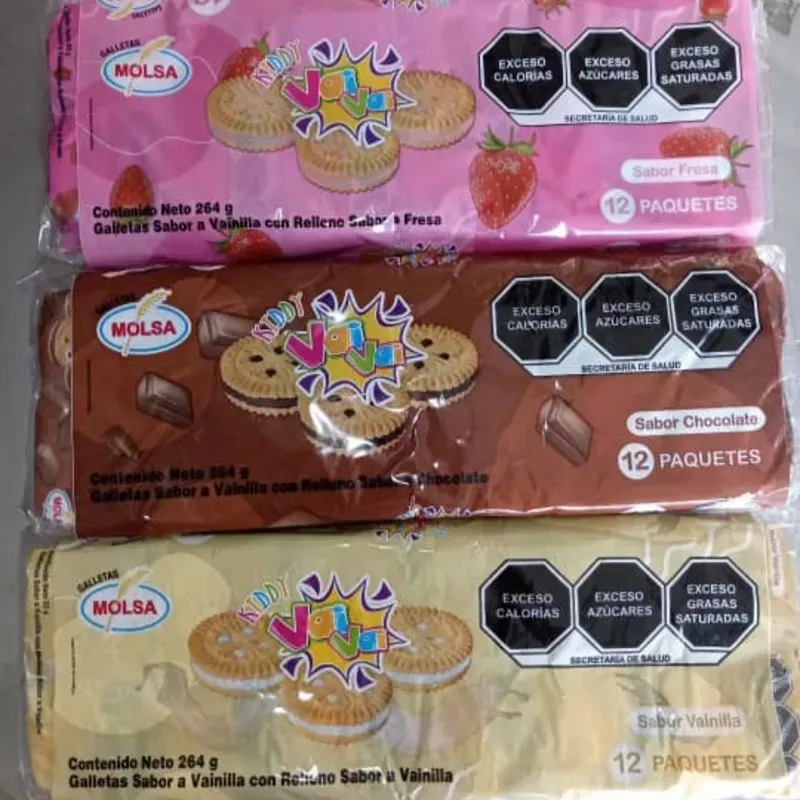 GALLETAS
MOLSA
KIDDY
Vai Vai
EXCESO
CALORÍAS
EXCESO
AZÚCARES
EXCESO
GRASAS
SATURADAS
SECRETARÍA DE SALUD
Sabor Fresa
12 PAQUETES
Contenido Neto 264 g
Galletas Sabor a Vainilla con Relleno Sabor a Fresa
GALLETAS
MOLSA
KIDDY
Vai Vai
EXCESO
CALORÍAS
EXCESO
AZÚCARES
EXCESO
GRASAS
SATURADAS
SECRETARÍA DE SALUD
Sabor Chocolate
12 PAQUETES
Contenido Neto 264 g
Galletas Sabor a Vainilla con Relleno Sabor a Chocolate
GALLETAS
MOLSA
KIDDY
Vai Vai
EXCESO
CALORÍAS
EXCESO
AZÚCARES
EXCESO
GRASAS
SATURADAS
SECRETARÍA DE SALUD
Sabor Vainilla
12 PAQUETES
Contenido Neto 264 g
Galletas Sabor a Vainilla con Relleno Sabor a Vainilla